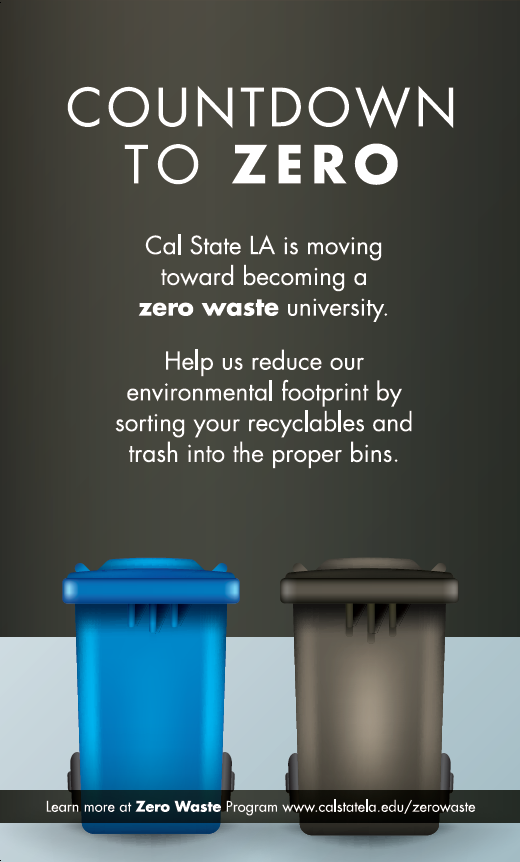 COUNTDOWN
TO ZERO
Cal State LA is moving
toward becoming a
zero waste university.
Help us reduce our
environmental footprint by
sorting your recyclables and
trash into the proper bins.
Learn more at Zero Waste Program www.calstatela.edu/zerowaste